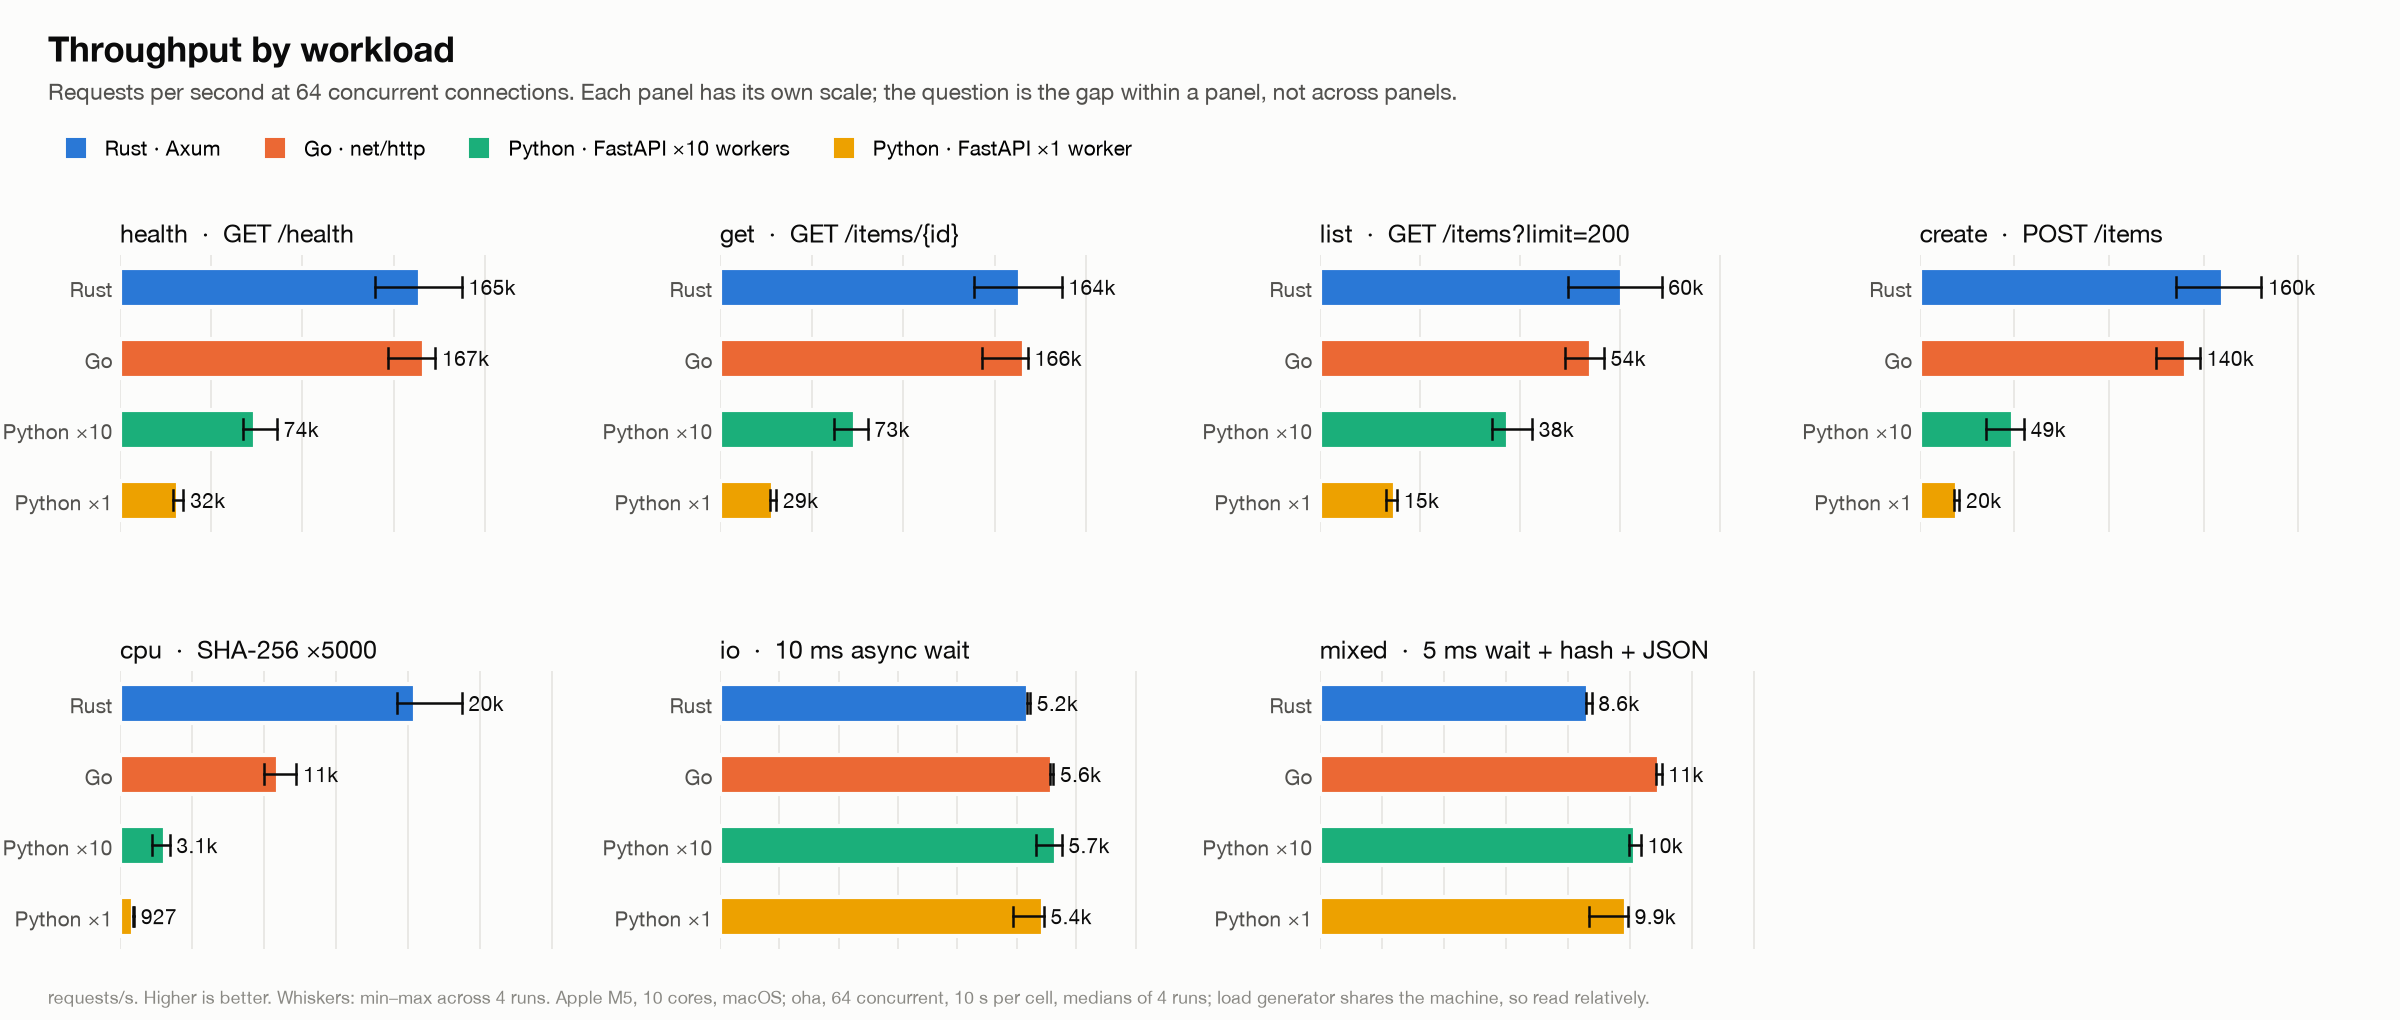 Throughput by workload
Requests per second at 64 concurrent connections. Each panel has its own scale; the question is the gap within a panel, not across panels.
Rust · Axum
Go · net/http
Python · FastAPI ×10 workers
Python · FastAPI ×1 worker
health · GET /health
Rust 165k
Go 167k
Python ×10 74k
Python ×1 32k
get · GET /items/{id}
Rust 164k
Go 166k
Python ×10 73k
Python ×1 29k
list · GET /items?limit=200
Rust 60k
Go 54k
Python ×10 38k
Python ×1 15k
create · POST /items
Rust 160k
Go 140k
Python ×10 49k
Python ×1 20k
cpu · SHA-256 ×5000
Rust 20k
Go 11k
Python ×10 3.1k
Python ×1 927
io · 10 ms async wait
Rust 5.2k
Go 5.6k
Python ×10 5.7k
Python ×1 5.4k
mixed · 5 ms wait + hash + JSON
Rust 8.6k
Go 11k
Python ×10 10k
Python ×1 9.9k
requests/s. Higher is better. Whiskers: min–max across 4 runs. Apple M5, 10 cores, macOS; oha, 64 concurrent, 10 s per cell, medians of 4 runs; load generator shares the machine, so read relatively.